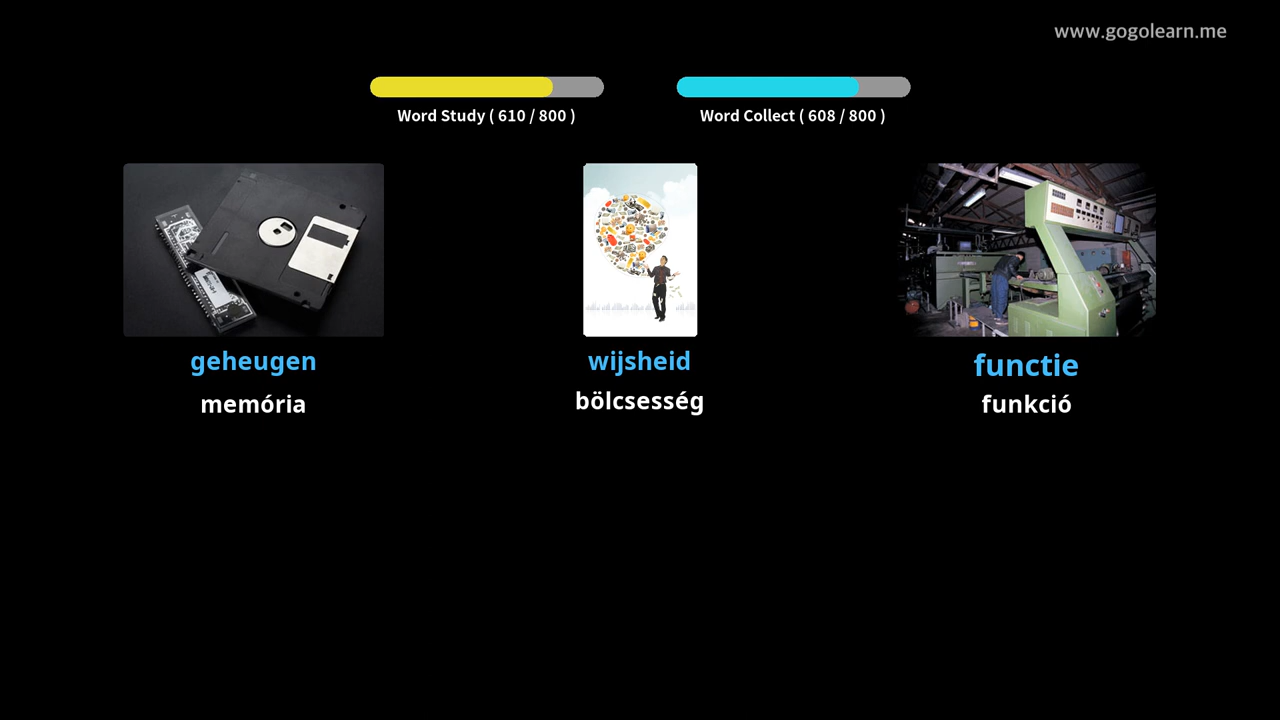 www.gogolearn.me
Word Study ( 610 / 800 )
Word Collect ( 608 / 800 )
geheugen
memória
wijsheid
bölcsesség
functie
funkció